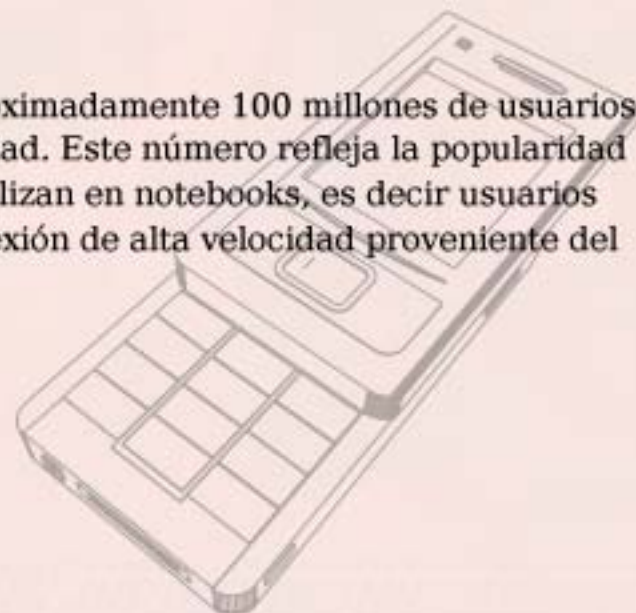 oximadamente 100 millones de usuarios
ad. Este número refleja la popularidad
lizan en notebooks, es decir usuarios
exión de alta velocidad proveniente del